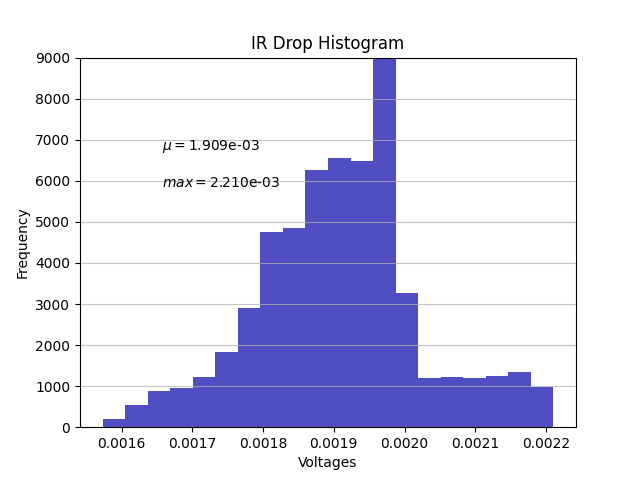 IR Drop Histogram
9000
8000
7000
6000
5000
4000
3000
2000
1000
0
Frequency
μ = 1.909e-03
max = 2.210e-03
0.0016 0.0017 0.0018 0.0019 0.0020 0.0021 0.0022
Voltages